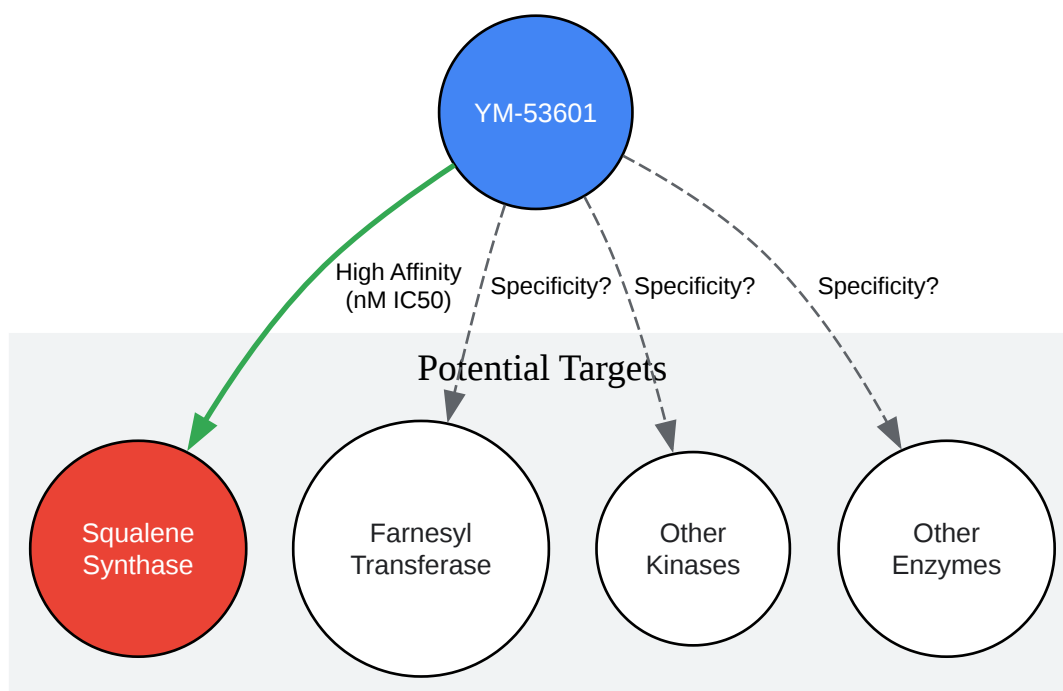 YM-53601
High Affinity
(nM IC50)
Specificity?
Specificity?
Specificity?
Potential Targets
Squalene
Synthase
Farnesyl
Transferase
Other
Kinases
Other
Enzymes